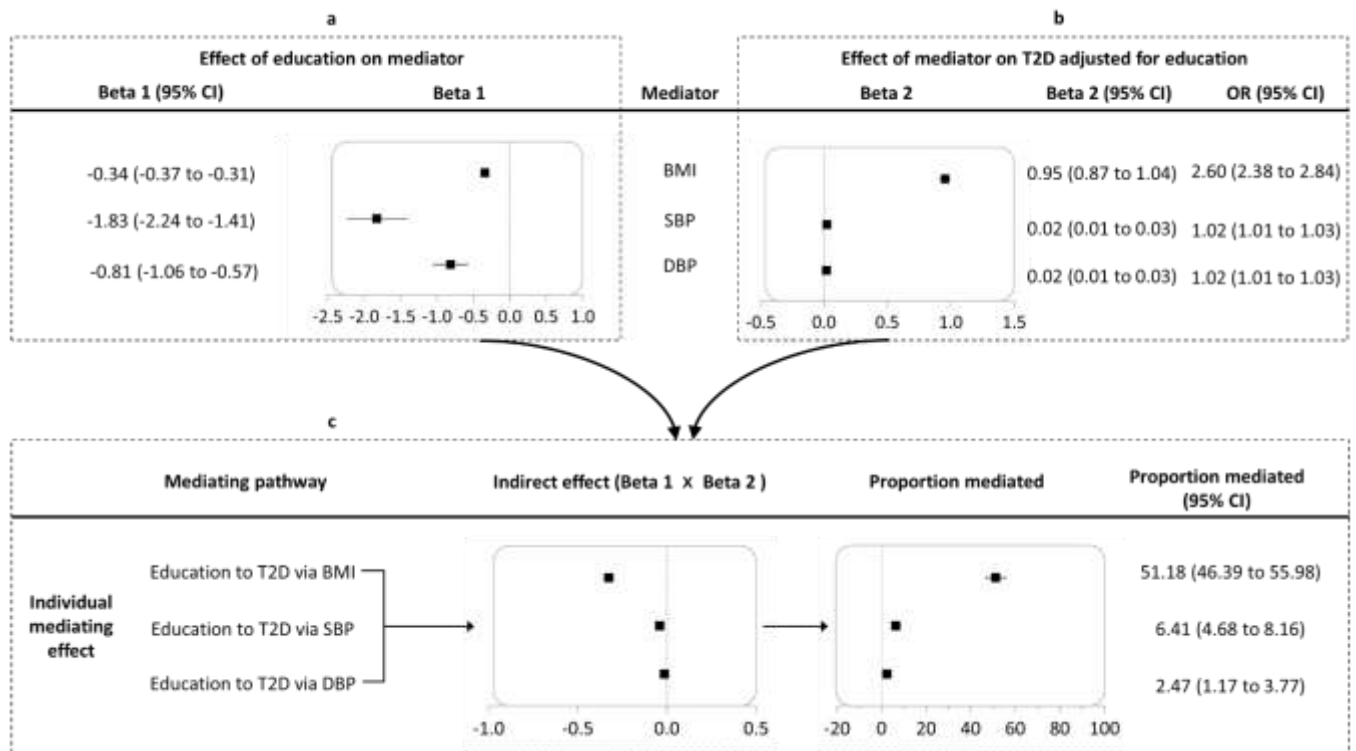 a
Effect of education on mediator
Beta 1 (95% CI) Beta 1 Mediator
-0.34 (-0.37 to -0.31) BMI
-1.83 (-2.24 to -1.41) SBP
-0.81 (-1.06 to -0.57) DBP
-2.5 -2.0 -1.5 -1.0 -0.5 0.0 0.5 1.0
b
Effect of mediator on T2D adjusted for education
Beta 2 Beta 2 (95% CI) OR (95% CI)
0.95 (0.87 to 1.04) 2.60 (2.38 to 2.84)
0.02 (0.01 to 0.03) 1.02 (1.01 to 1.03)
0.02 (0.01 to 0.03) 1.02 (1.01 to 1.03)
-0.5 0.0 0.5 1.0 1.5
c
Mediating pathway Indirect effect (Beta 1 X Beta 2 ) Proportion mediated Proportion mediated
(95% CI)
Individual
mediating
effect
Education to T2D via BMI 51.18 (46.39 to 55.98)
Education to T2D via SBP 6.41 (4.68 to 8.16)
Education to T2D via DBP 2.47 (1.17 to 3.77)
-1.0 -0.5 0.0 0.5 -20 0 20 40 60 80 100